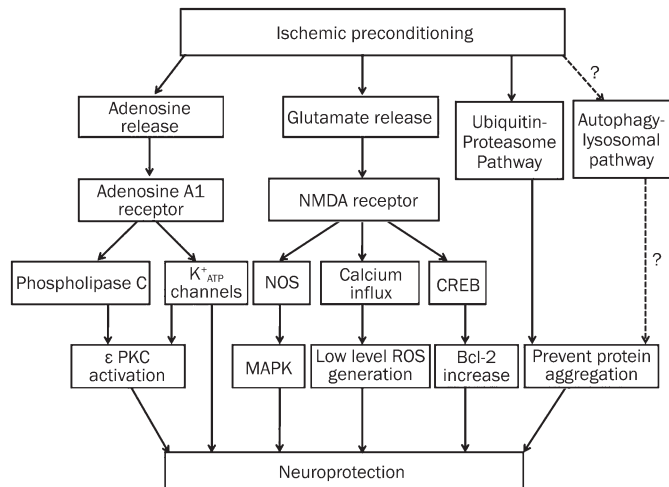 Ischemic preconditioning
?
Adenosine
release
Glutamate release
Ubiquitin-
Proteasome
Pathway
Autophagy-
lysosomal
pathway
Adenosine A1
receptor
NMDA receptor
?
Phospholipase C
K⁺ATP
channels
NOS
Calcium
influx
CREB
ε PKC
activation
MAPK
Low level ROS
generation
Bcl-2
increase
Prevent protein
aggregation
Neuroprotection